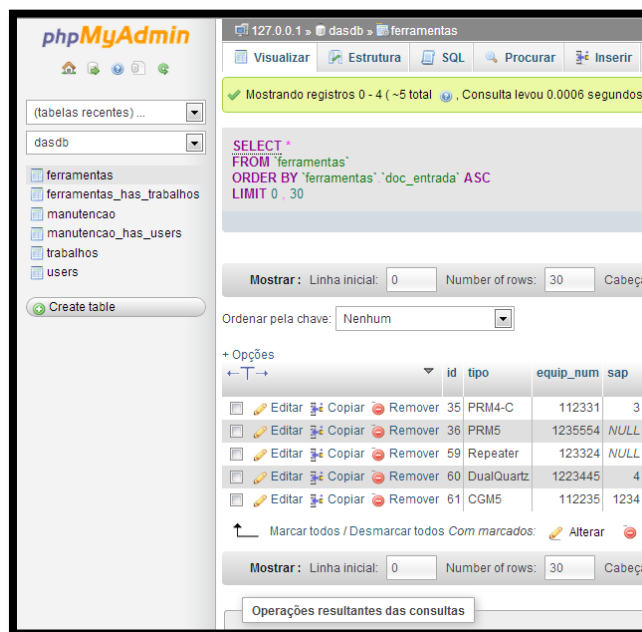 phpMyAdmin
(tabelas recentes) ...
dasdb
ferramentas
ferramentas_has_trabalhos
manutencao
manutencao_has_users
trabalhos
users
Create table
127.0.0.1 » dasdb » ferramentas
Visualizar Estrutura SQL Procurar Inserir
Mostrando registros 0 - 4 ( ~5 total , Consulta levou 0.0006 segundos
SELECT *
FROM `ferramentas`
ORDER BY `ferramentas`.`doc_entrada` ASC
LIMIT 0 , 30
Mostrar : Linha inicial: 0 Number of rows: 30 Cabeça
Ordenar pela chave: Nenhum
+ Opções
←T→ id tipo equip_num sap
Editar Copiar Remover 35 PRM4-C 112331 3
Editar Copiar Remover 36 PRM5 1235554 NULL
Editar Copiar Remover 59 Repeater 123324 NULL
Editar Copiar Remover 60 DualQuartz 1223445 4
Editar Copiar Remover 61 CGM5 112235 1234
Marcar todos / Desmarcar todos Com marcados: Alterar
Mostrar : Linha inicial: 0 Number of rows: 30 Cabeça
Operações resultantes das consultas